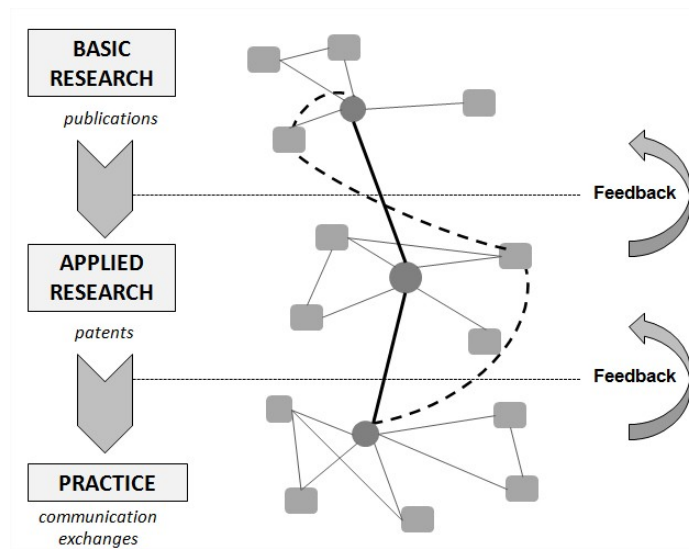 BASIC
RESEARCH
publications
Feedback
APPLIED
RESEARCH
patents
Feedback
PRACTICE
communication
exchanges